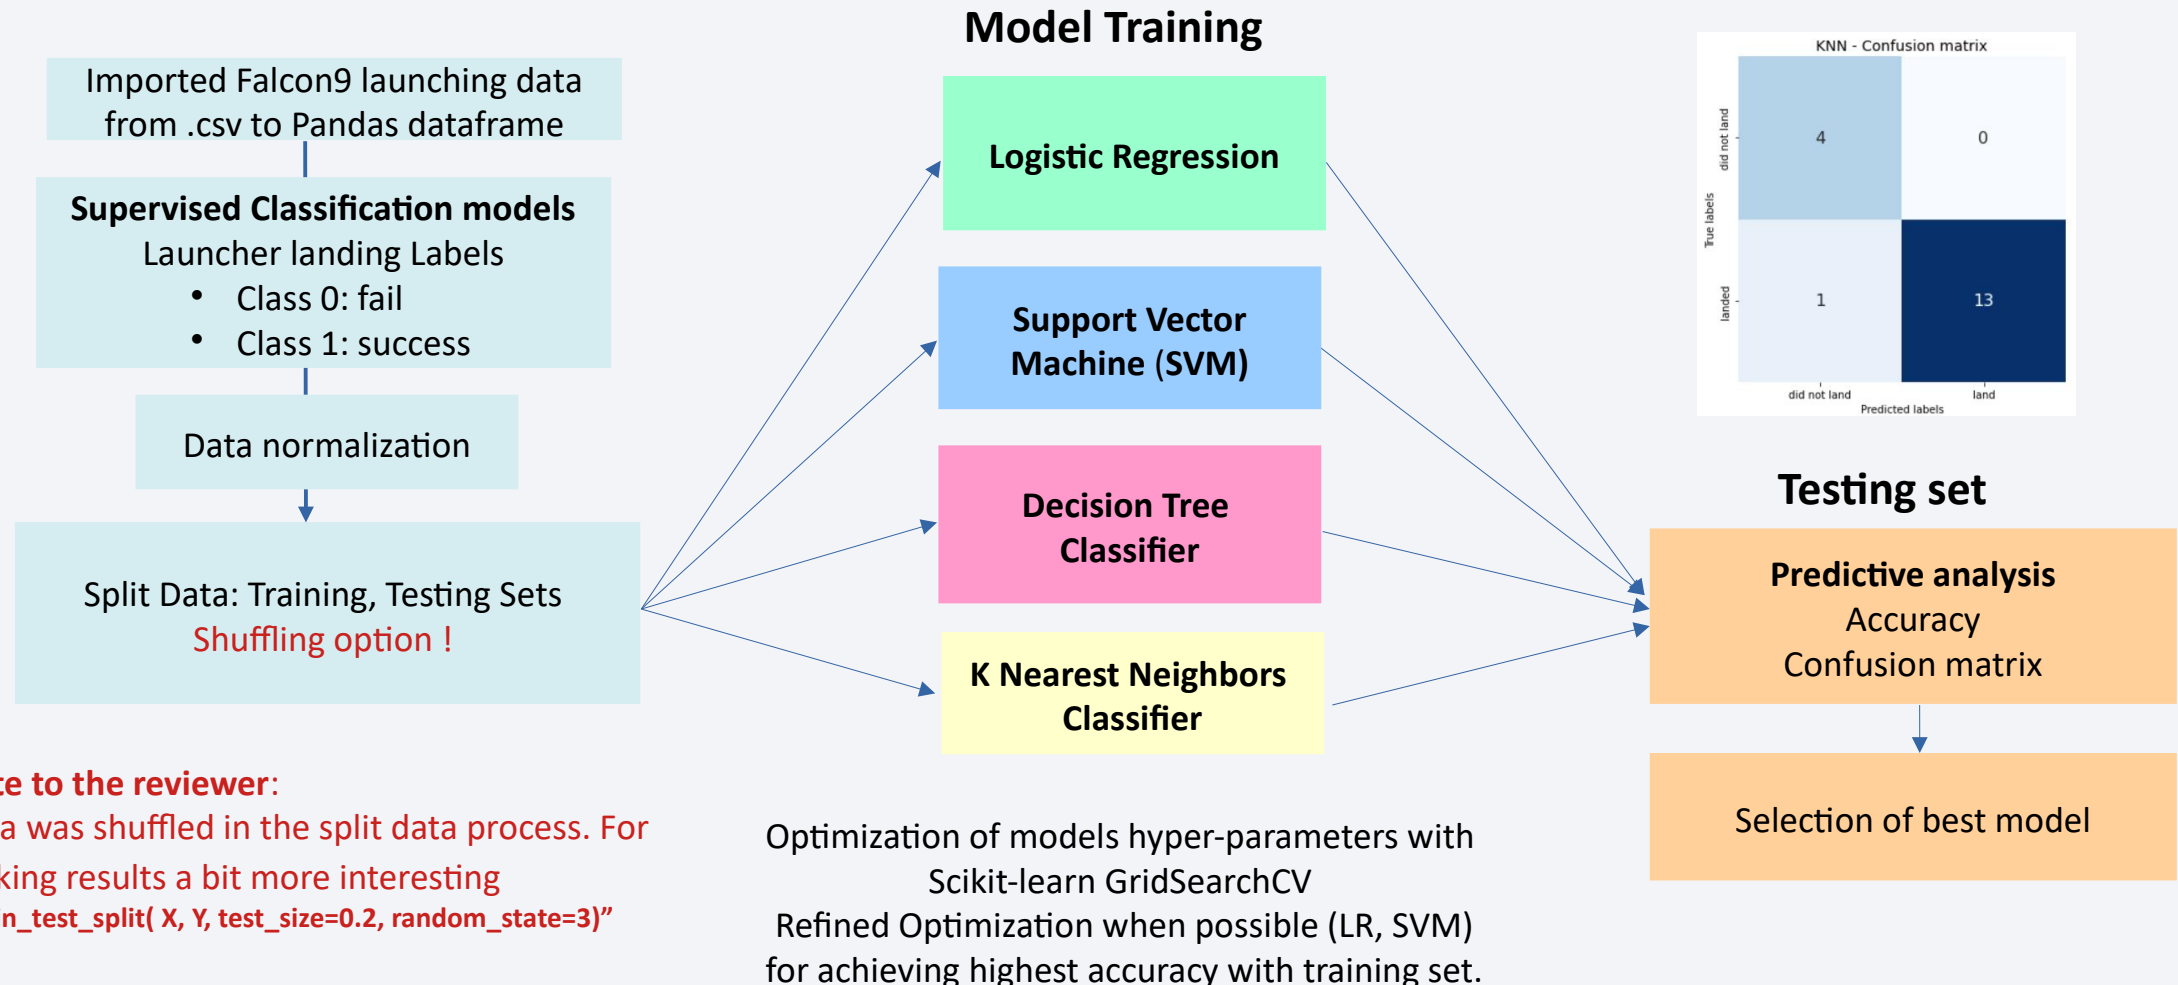 Model Training
Imported Falcon9 launching data
from .csv to Pandas dataframe
Supervised Classification models
Launcher landing Labels
• Class 0: fail
• Class 1: success
Data normalization
Split Data: Training, Testing Sets
Shuffling option !
te to the reviewer:
a was shuffled in the split data process. For
king results a bit more interesting
in_test_split( X, Y, test_size=0.2, random_state=3)”
Logistic Regression
Support Vector
Machine (SVM)
Decision Tree
Classifier
K Nearest Neighbors
Classifier
Optimization of models hyper-parameters with
Scikit-learn GridSearchCV
Refined Optimization when possible (LR, SVM)
for achieving highest accuracy with training set.
KNN - Confusion matrix
True labels
did not land
4
0
landed
1
13
did not land
land
Predicted labels
Testing set
Predictive analysis
Accuracy
Confusion matrix
Selection of best model